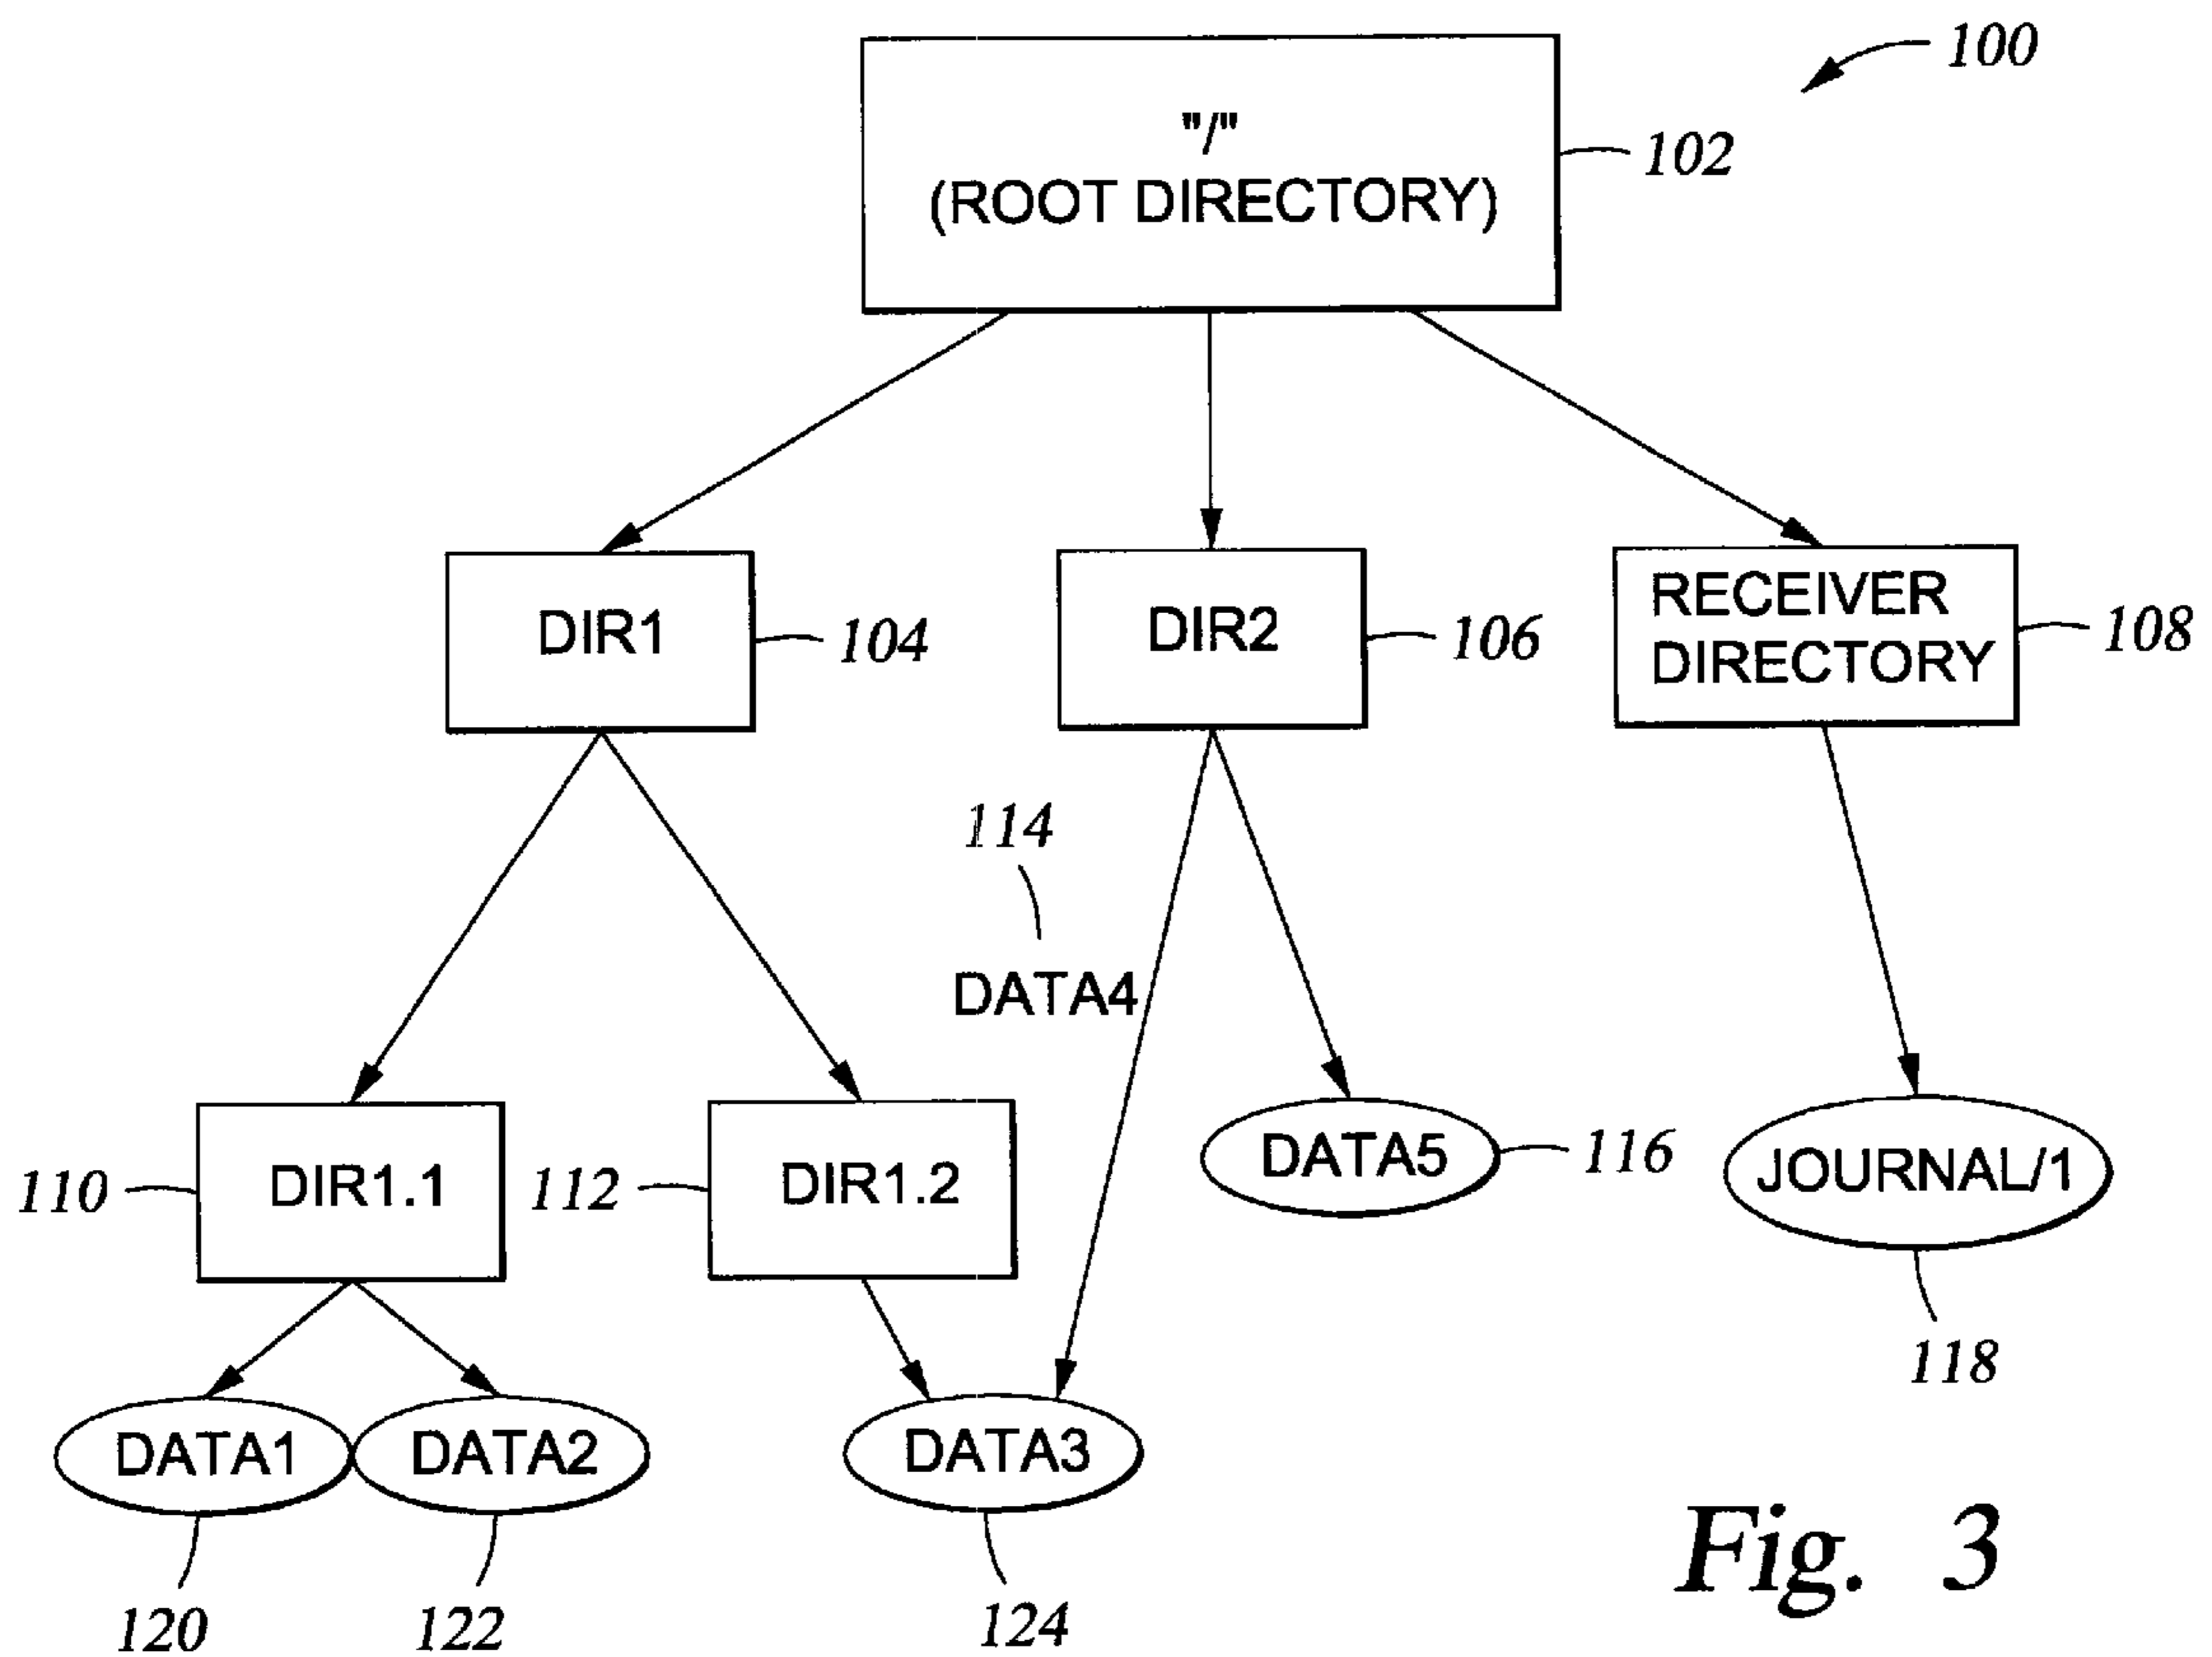 100
"/"
(ROOT DIRECTORY)
102
DIR1
104
DIR2
106
RECEIVER
DIRECTORY
108
114
DATA4
110
DIR1.1
112
DIR1.2
DATA5
116
JOURNAL/1
118
DATA1
DATA2
DATA3
120
122
124
Fig. 3